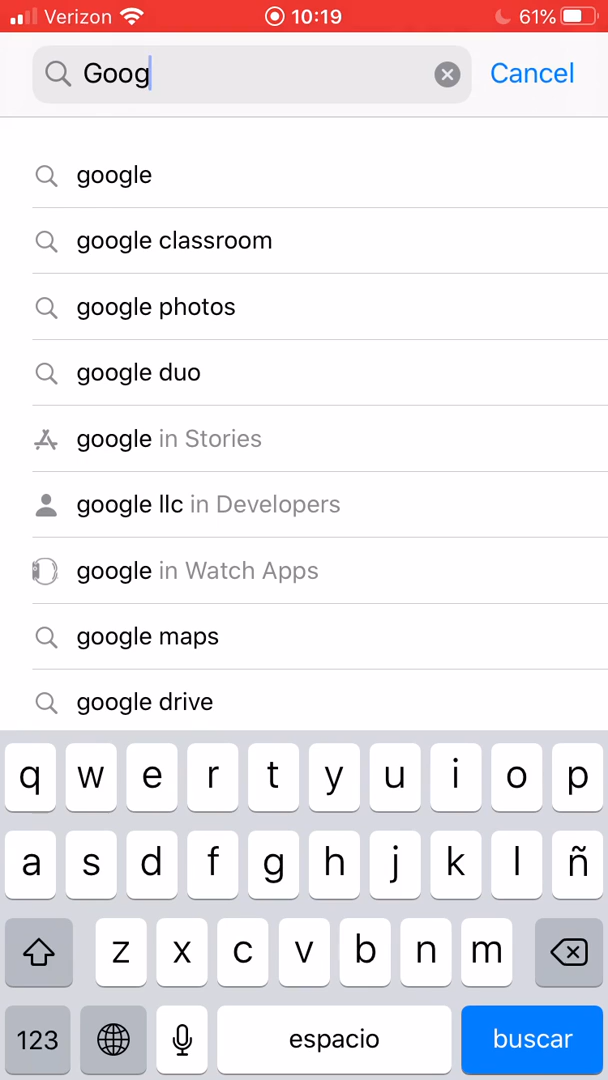 Verizon 10:19 61%
Goog Cancel
google
google classroom
google photos
google duo
google in Stories
google llc in Developers
google in Watch Apps
google maps
google drive
q w e r t y u i o p
a s d f g h j k l ñ
z x c v b n m
123 espacio buscar